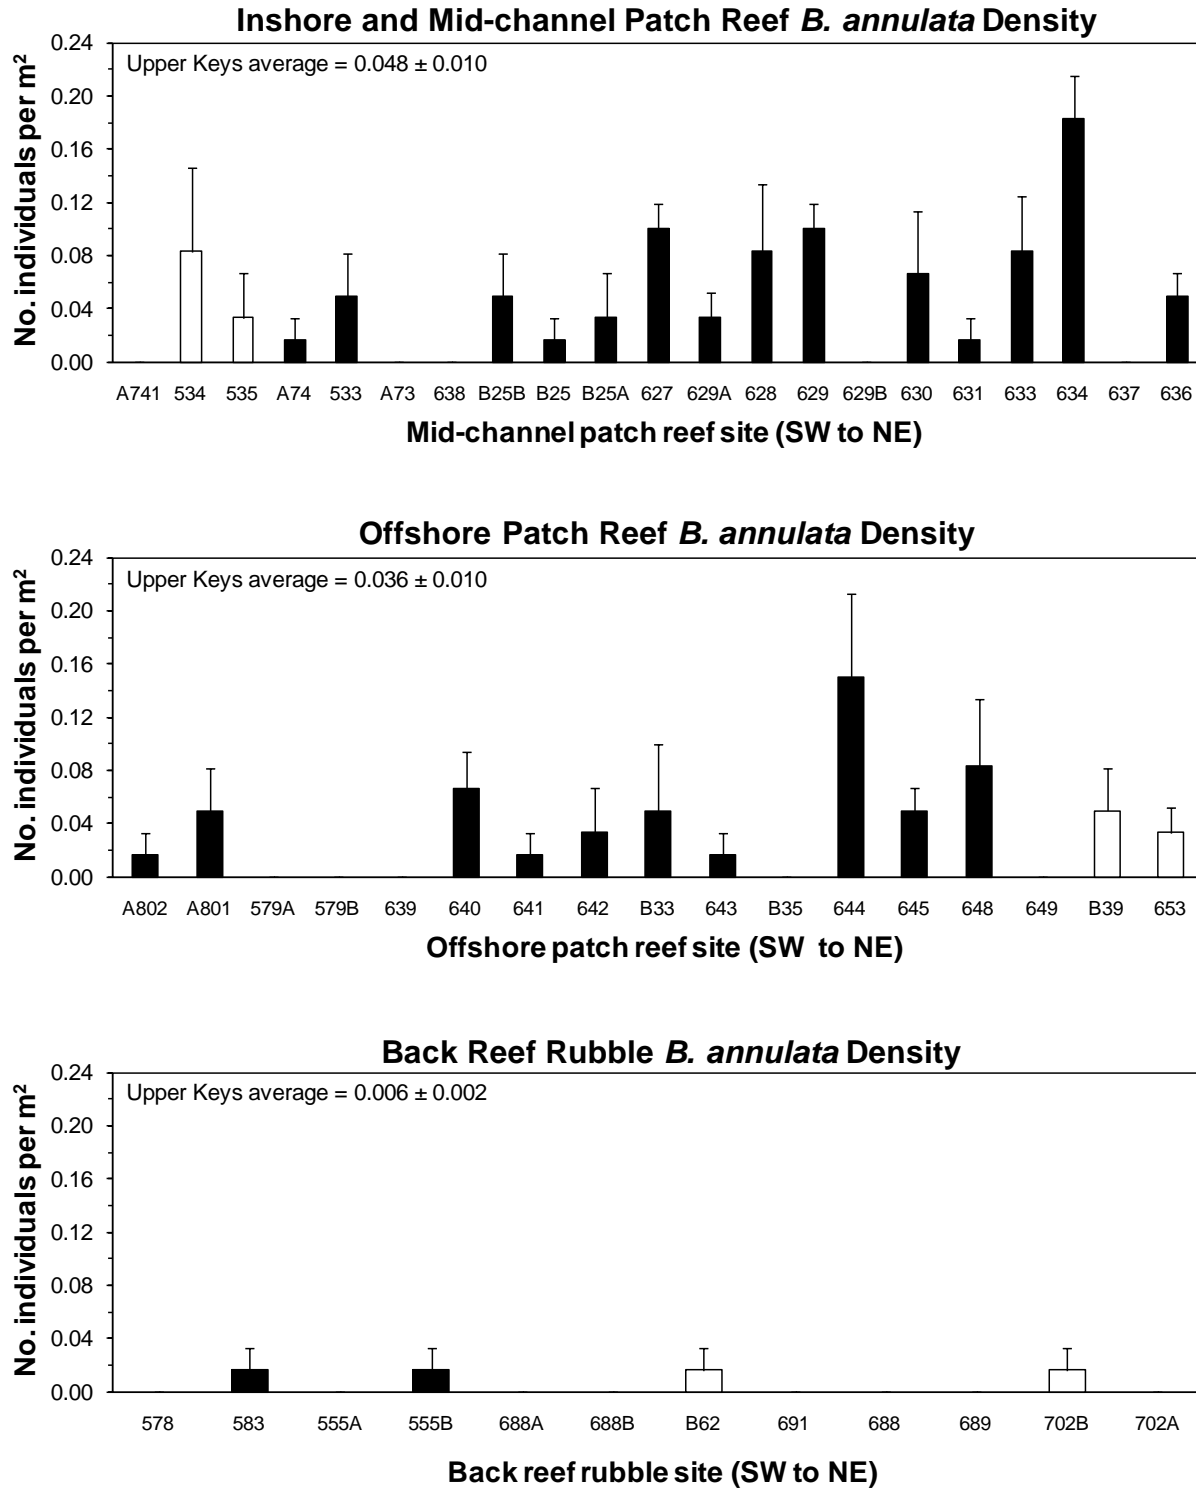 Inshore and Mid-channel Patch Reef B. annulata Density
Upper Keys average = 0.048 ± 0.010
No. individuals per m²
0.24
0.20
0.16
0.12
0.08
0.04
0.00
A741 534 535 A74 533 A73 638 B25B B25 B25A 627 629A 628 629 629B 630 631 633 634 637 636
Mid-channel patch reef site (SW to NE)
Offshore Patch Reef B. annulata Density
Upper Keys average = 0.036 ± 0.010
No. individuals per m²
0.24
0.20
0.16
0.12
0.08
0.04
0.00
A802 A801 579A 579B 639 640 641 642 B33 643 B35 644 645 648 649 B39 653
Offshore patch reef site (SW to NE)
Back Reef Rubble B. annulata Density
Upper Keys average = 0.006 ± 0.002
No. individuals per m²
0.24
0.20
0.16
0.12
0.08
0.04
0.00
578 583 555A 555B 688A 688B B62 691 688 689 702B 702A
Back reef rubble site (SW to NE)